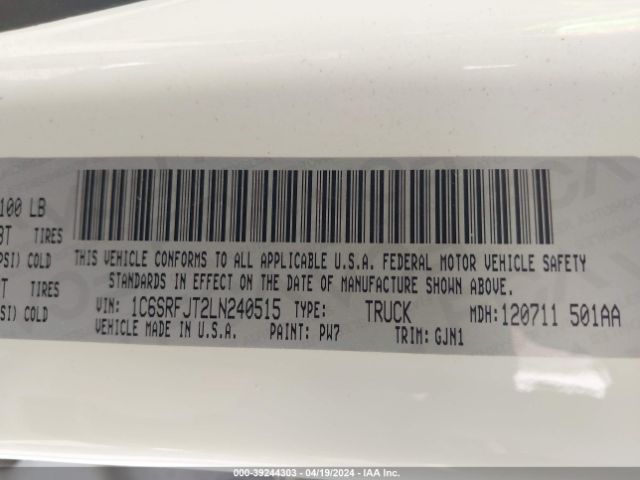 100 LB
TIRES
PSI) COLD
THIS VEHICLE CONFORMS TO ALL APPLICABLE U.S.A. FEDERAL MOTOR VEHICLE SAFETY
STANDARDS IN EFFECT ON THE DATE OF MANUFACTURE SHOWN ABOVE.
T TIRES
SI) COLD
VIN: 1C6SRFJT2LN240515 TYPE: TRUCK MDH: 120711 501AA
VEHICLE MADE IN U.S.A. PAINT: PW7 TRIM: GJN1
000-39244303 - 04/19/2024 - IAA Inc.